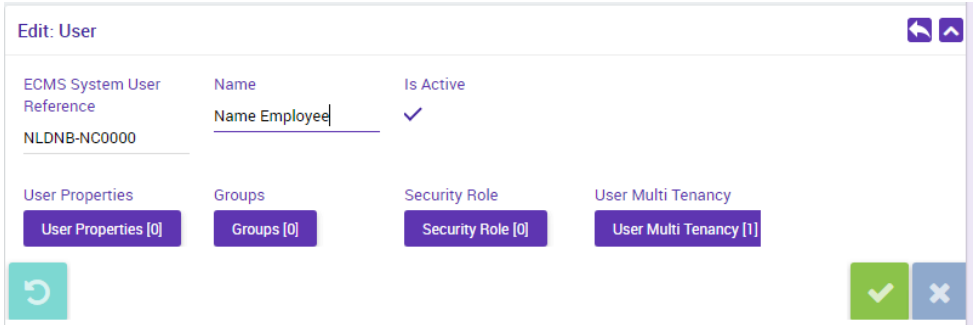 Edit: User
ECMS System User Reference
NLDNB-NC0000
Name
Name Employee
Is Active
User Properties
User Properties [0]
Groups
Groups [0]
Security Role
Security Role [0]
User Multi Tenancy
User Multi Tenancy [1]